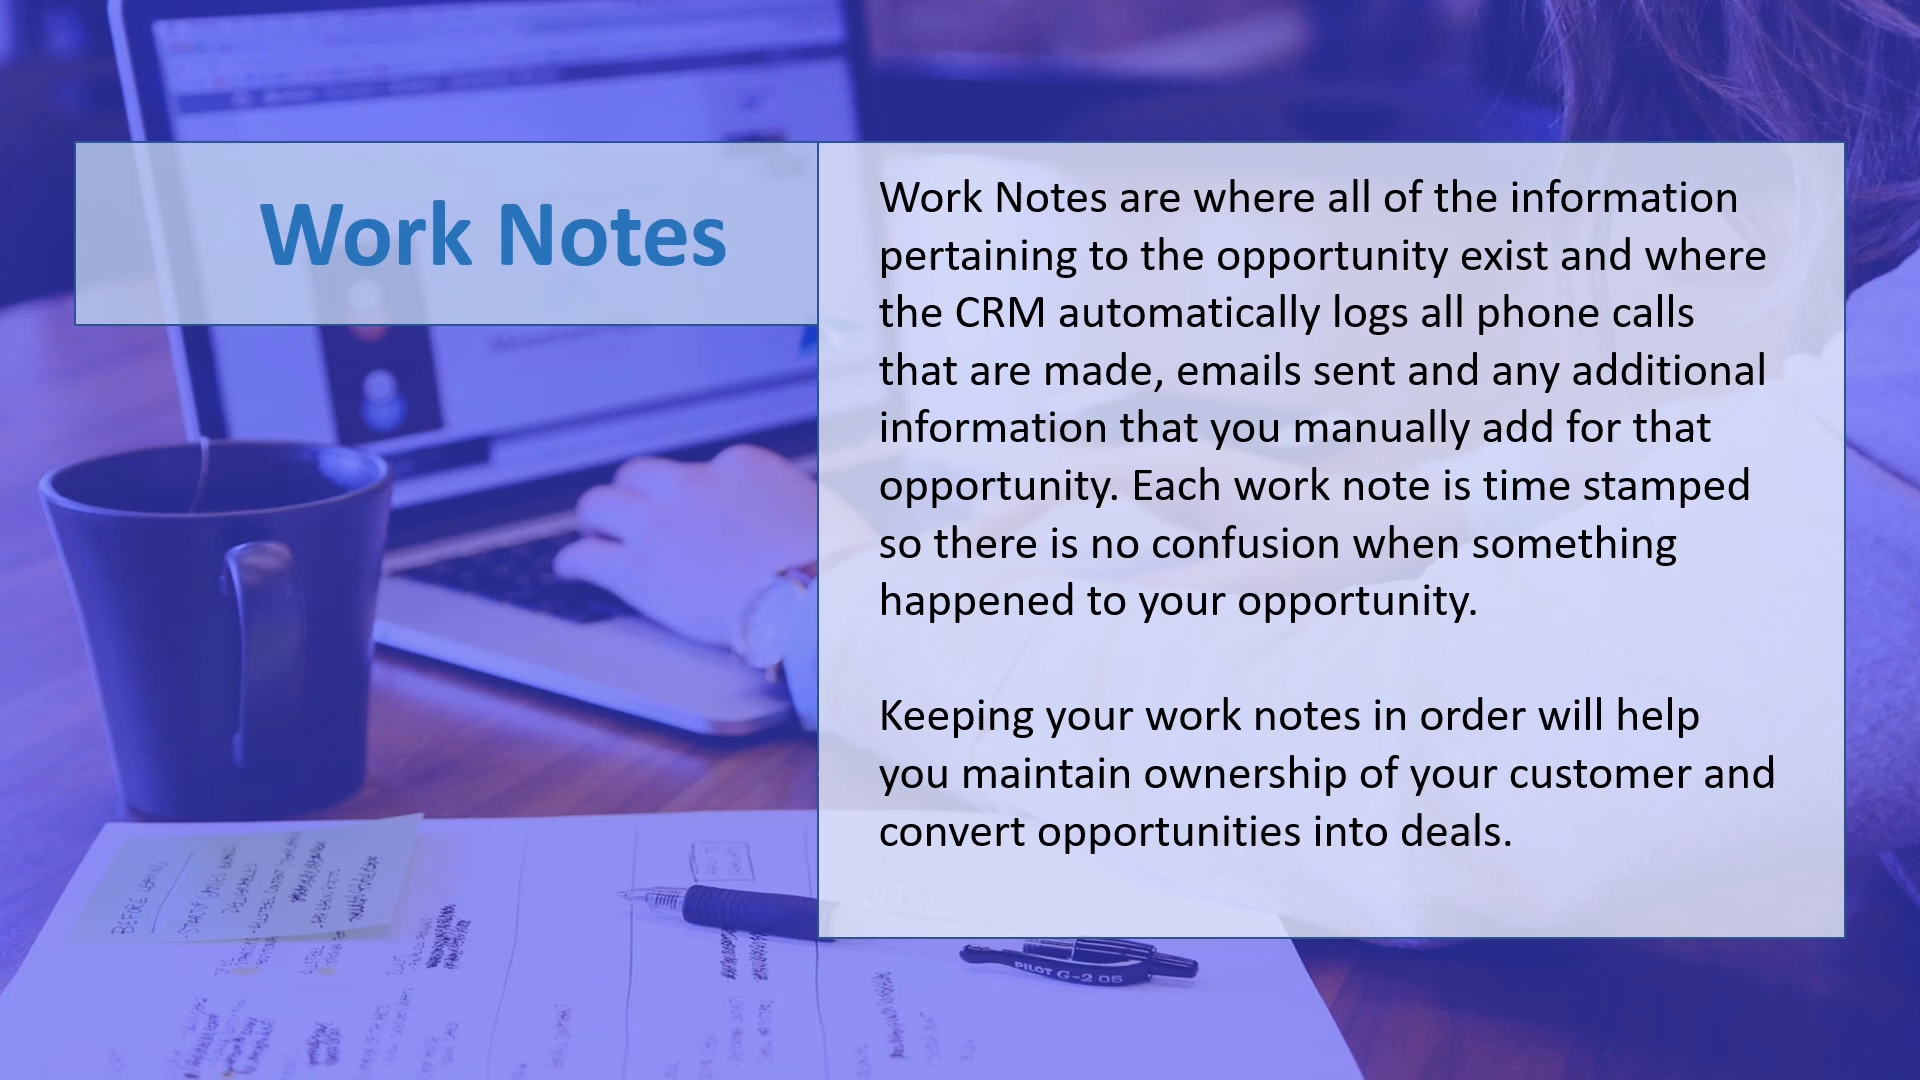 Work Notes
Work Notes are where all of the information
pertaining to the opportunity exist and where
the CRM automatically logs all phone calls
that are made, emails sent and any additional
information that you manually add for that
opportunity. Each work note is time stamped
so there is no confusion when something
happened to your opportunity.
Keeping your work notes in order will help
you maintain ownership of your customer and
convert opportunities into deals.
BEFORE
PILOT G-2 05